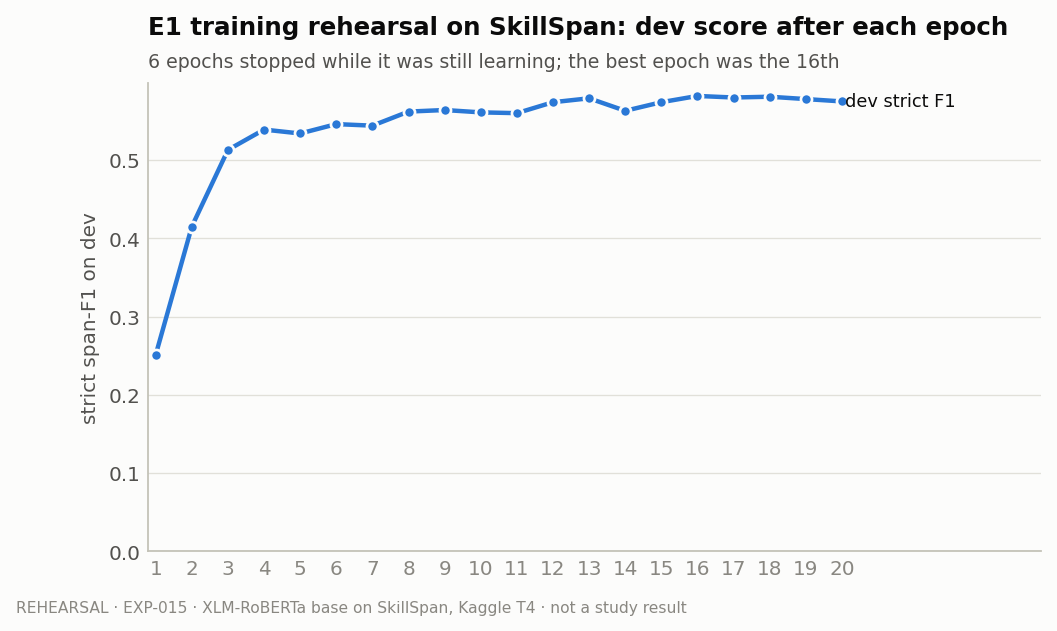 E1 training rehearsal on SkillSpan: dev score after each epoch
6 epochs stopped while it was still learning; the best epoch was the 16th
dev strict F1
strict span-F1 on dev
0.5
0.4
0.3
0.2
0.1
0.0
1 2 3 4 5 6 7 8 9 10 11 12 13 14 15 16 17 18 19 20
REHEARSAL · EXP-015 · XLM-RoBERTa base on SkillSpan, Kaggle T4 · not a study result